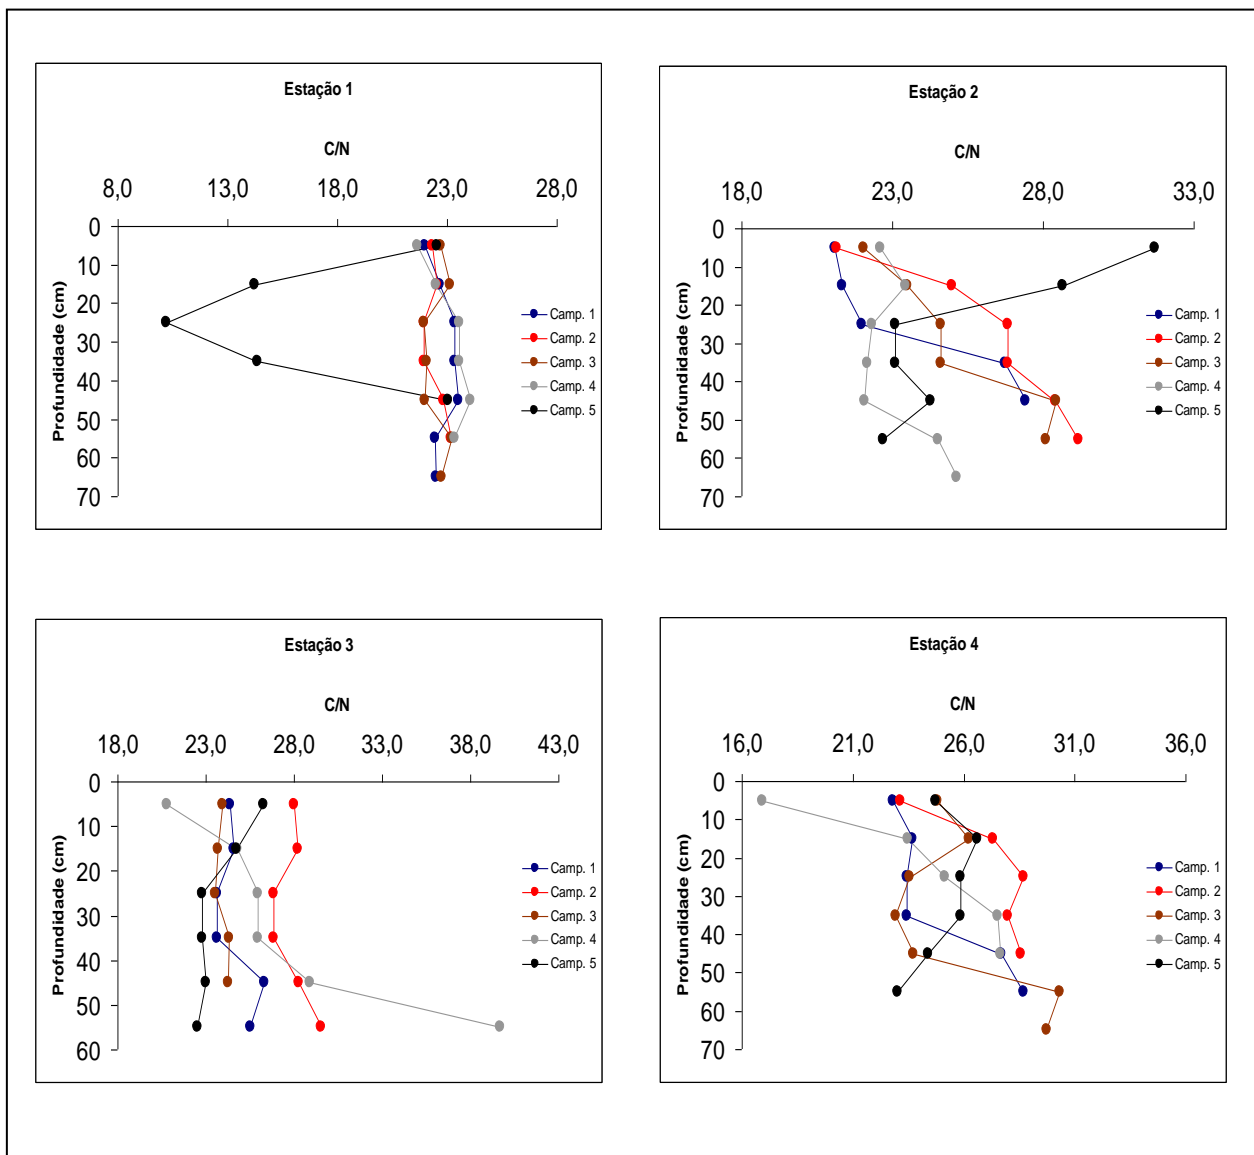 Estação 1
C/N
8,0 13,0 18,0 23,0 28,0
0
10
20
30
40
50
60
70
Profundidade (cm)
Camp. 1
Camp. 2
Camp. 3
Camp. 4
Camp. 5
Estação 2
C/N
18,0 23,0 28,0 33,0
0
10
20
30
40
50
60
70
Profundidade (cm)
Camp. 1
Camp. 2
Camp. 3
Camp. 4
Camp. 5
Estação 3
C/N
18,0 23,0 28,0 33,0 38,0 43,0
0
10
20
30
40
50
60
Profundidade (cm)
Camp. 1
Camp. 2
Camp. 3
Camp. 4
Camp. 5
Estação 4
C/N
16,0 21,0 26,0 31,0 36,0
0
10
20
30
40
50
60
70
Profundidade (cm)
Camp. 1
Camp. 2
Camp. 3
Camp. 4
Camp. 5